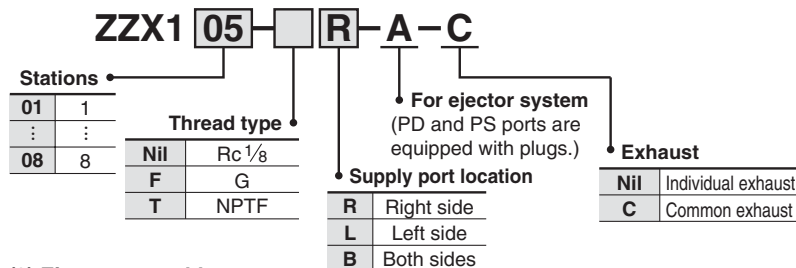 ZZX1 05 - R - A - C
Stations
01 1
⋮ ⋮
08 8
Thread type
Nil Rc 1/8
F G
T NPTF
For ejector system
(PD and PS ports are
equipped with plugs.)
Supply port location
R Right side
L Left side
B Both sides
Exhaust
Nil Individual exhaust
C Common exhaust